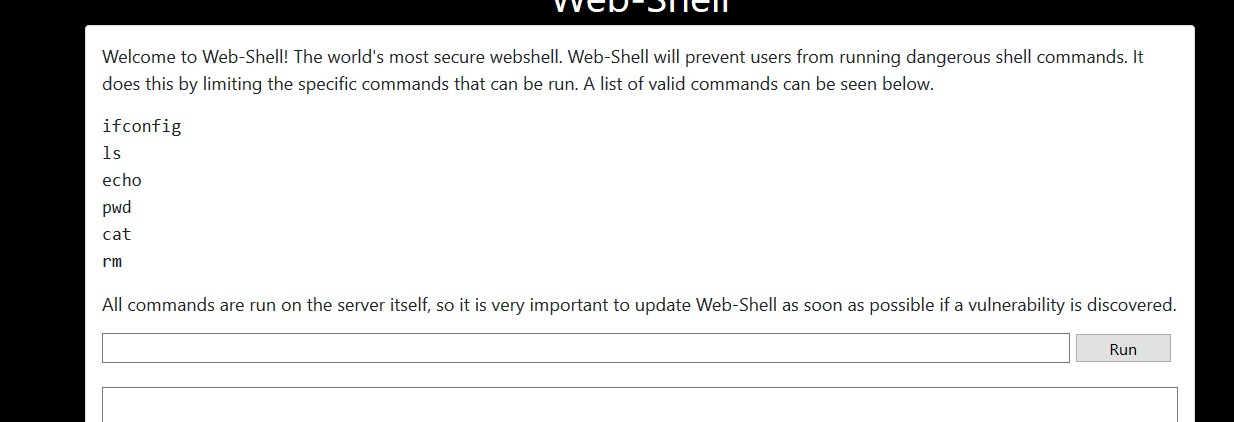 Web-Shell
Welcome to Web-Shell! The world's most secure webshell. Web-Shell will prevent users from running dangerous shell commands. It
does this by limiting the specific commands that can be run. A list of valid commands can be seen below.
ifconfig
ls
echo
pwd
cat
rm
All commands are run on the server itself, so it is very important to update Web-Shell as soon as possible if a vulnerability is discovered.
Run